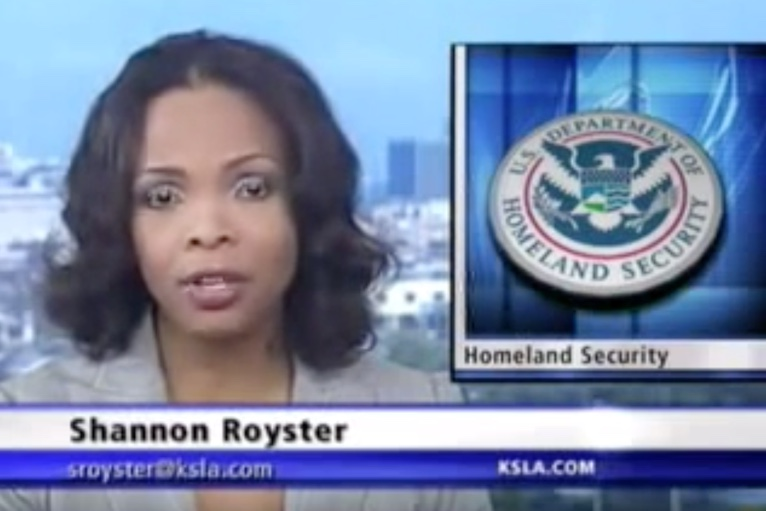 U.S. DEPARTMENT OF
HOMELAND SECURITY
Homeland Security
Shannon Royster
sroyster@ksla.com KSLA.COM